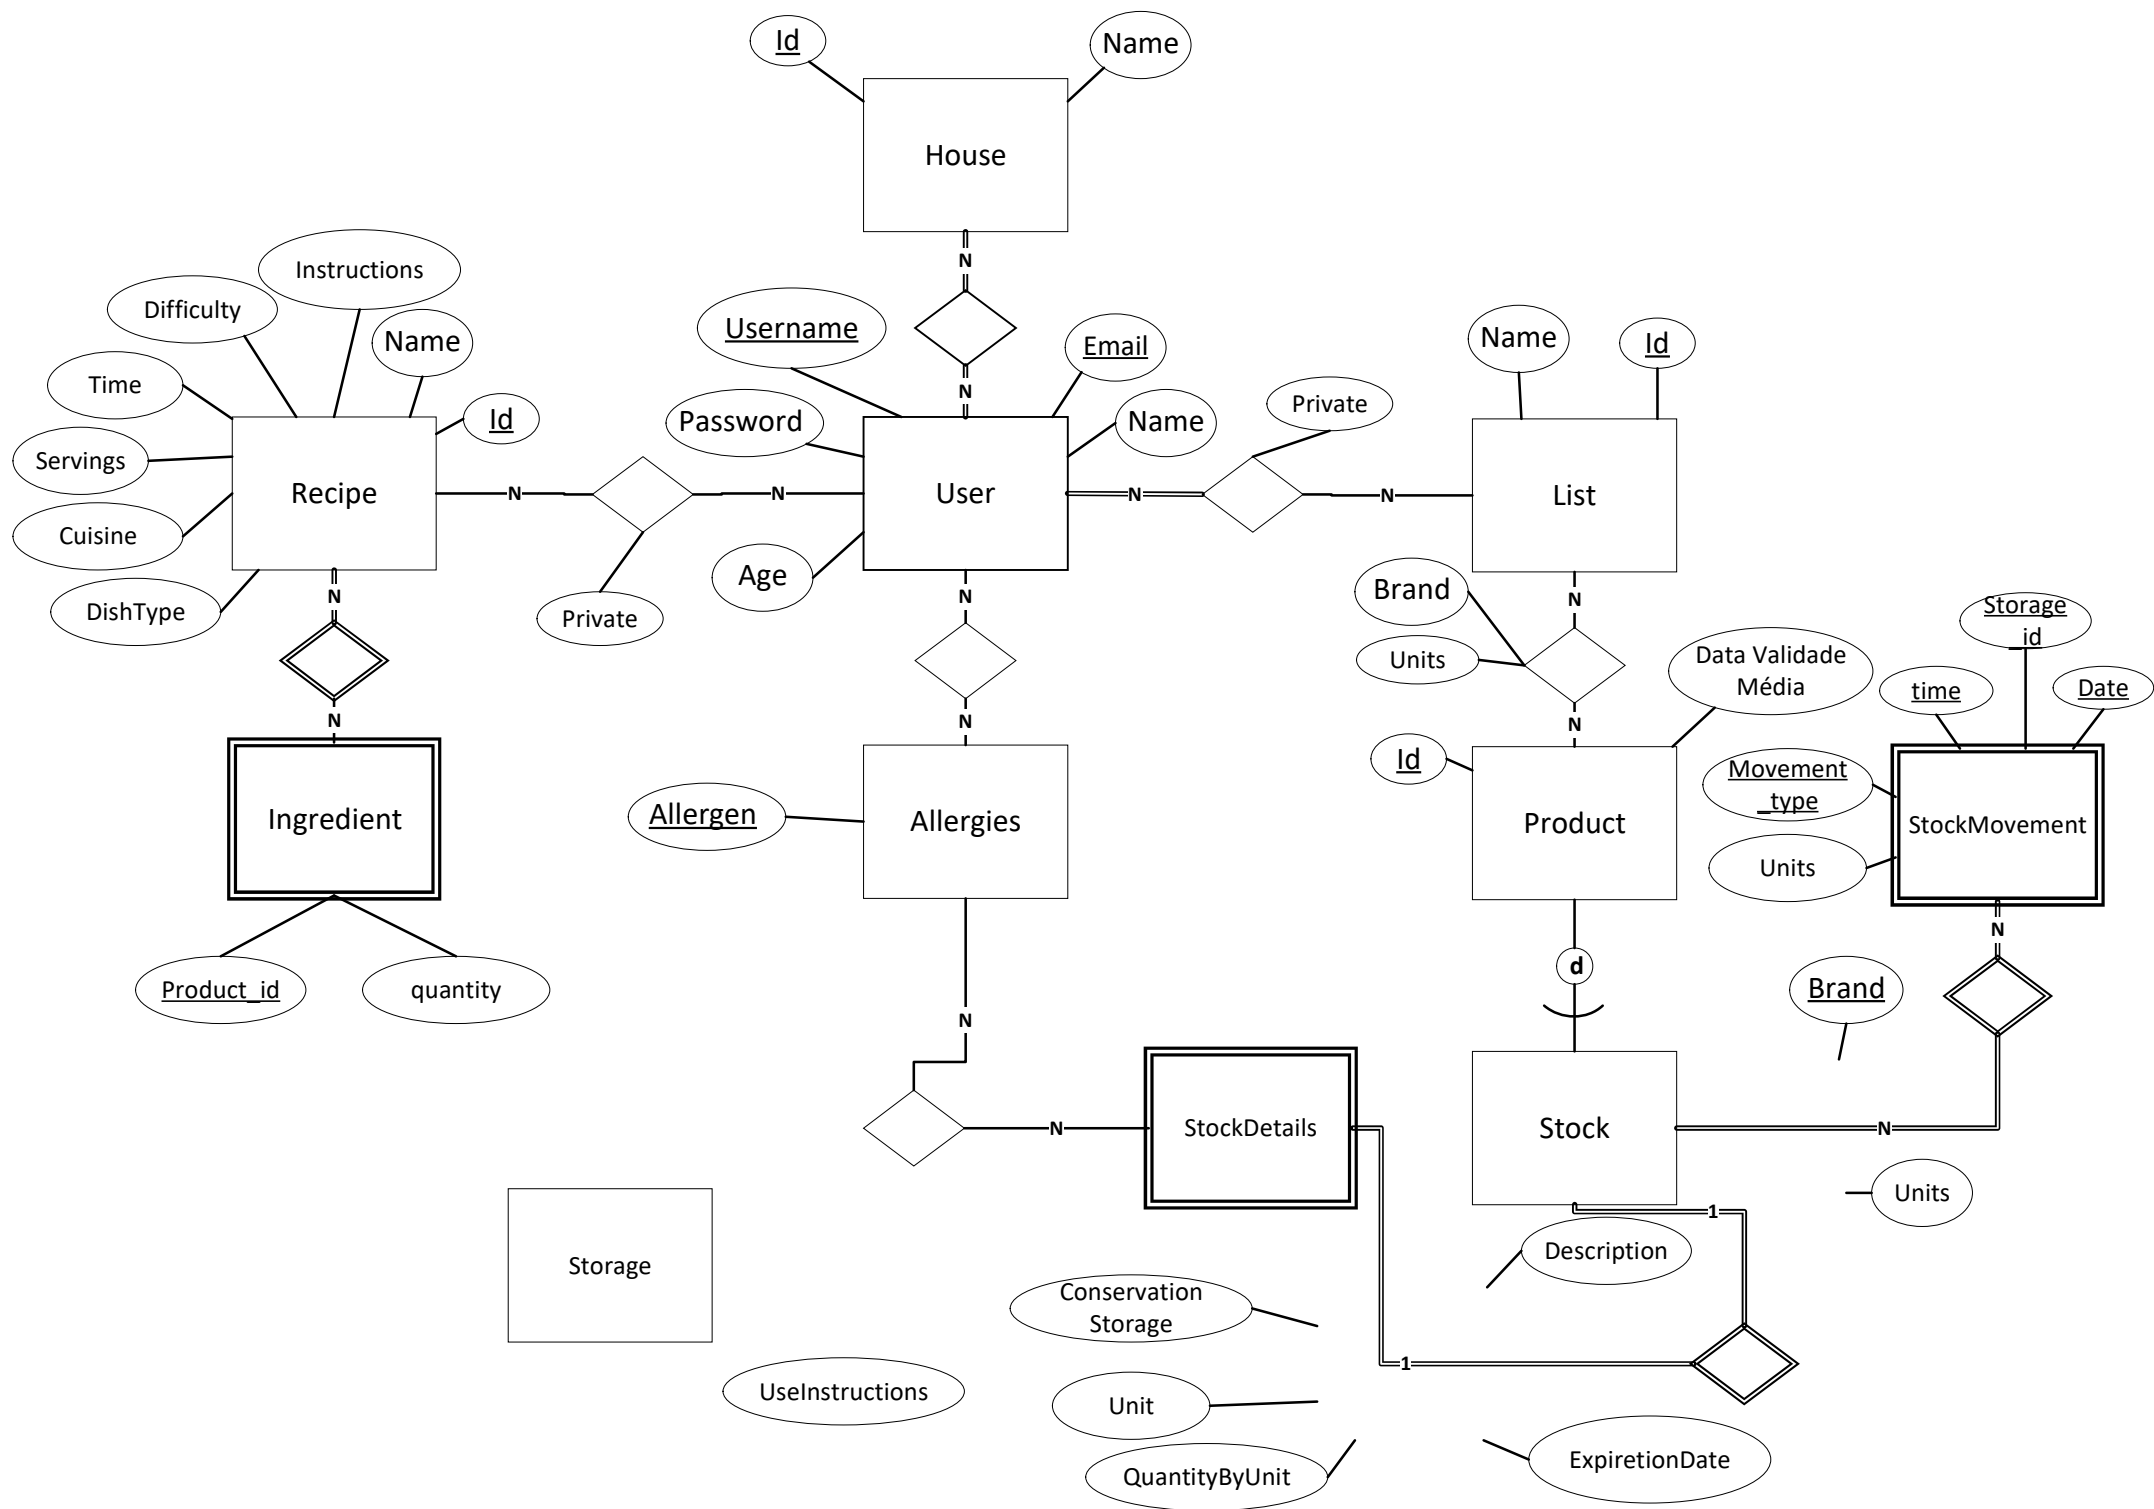 Id
Name
House
N
Instructions
Difficulty
Name
Time
Id
Servings
Recipe
Cuisine
DishType
Username
Email
N
Password
Name
User
Age
Private
Name
Id
List
N
N
N
N
Private
N
N
N
Brand
Units
Data Validade
Média
Storage
_id
time
Date
N
N
N
Ingredient
Allergen
Allergies
Id
Product
Movement
_type
StockMovement
Units
Product_id
quantity
d
N
Brand
N
N
StockDetails
Stock
N
Units
Storage
1
Description
Conservation
Storage
1
UseInstructions
Unit
QuantityByUnit
ExpiretionDate